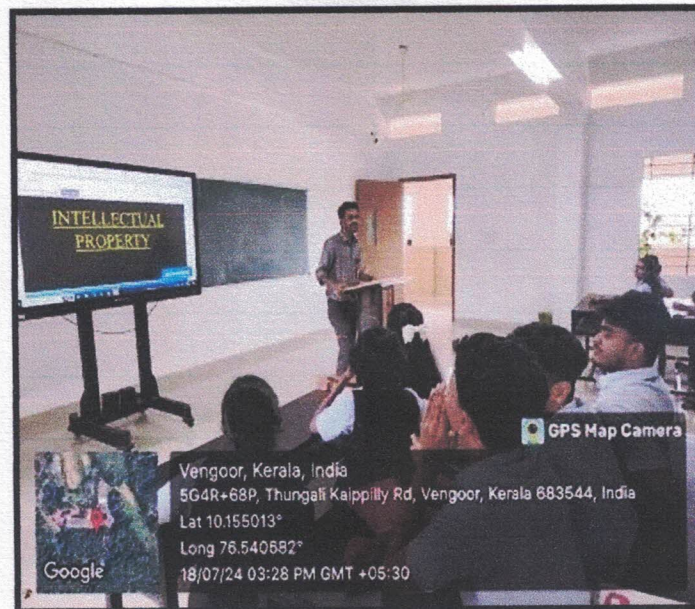 INTELLECTUAL
PROPERTY
GPS Map Camera
Vengoor, Kerala, India
5G4R+68P, Thungali Kaippilly Rd, Vengoor, Kerala 683544, India
Lat 10.155013°
Long 76.540682°
18/07/24 03:28 PM GMT +05:30
Google